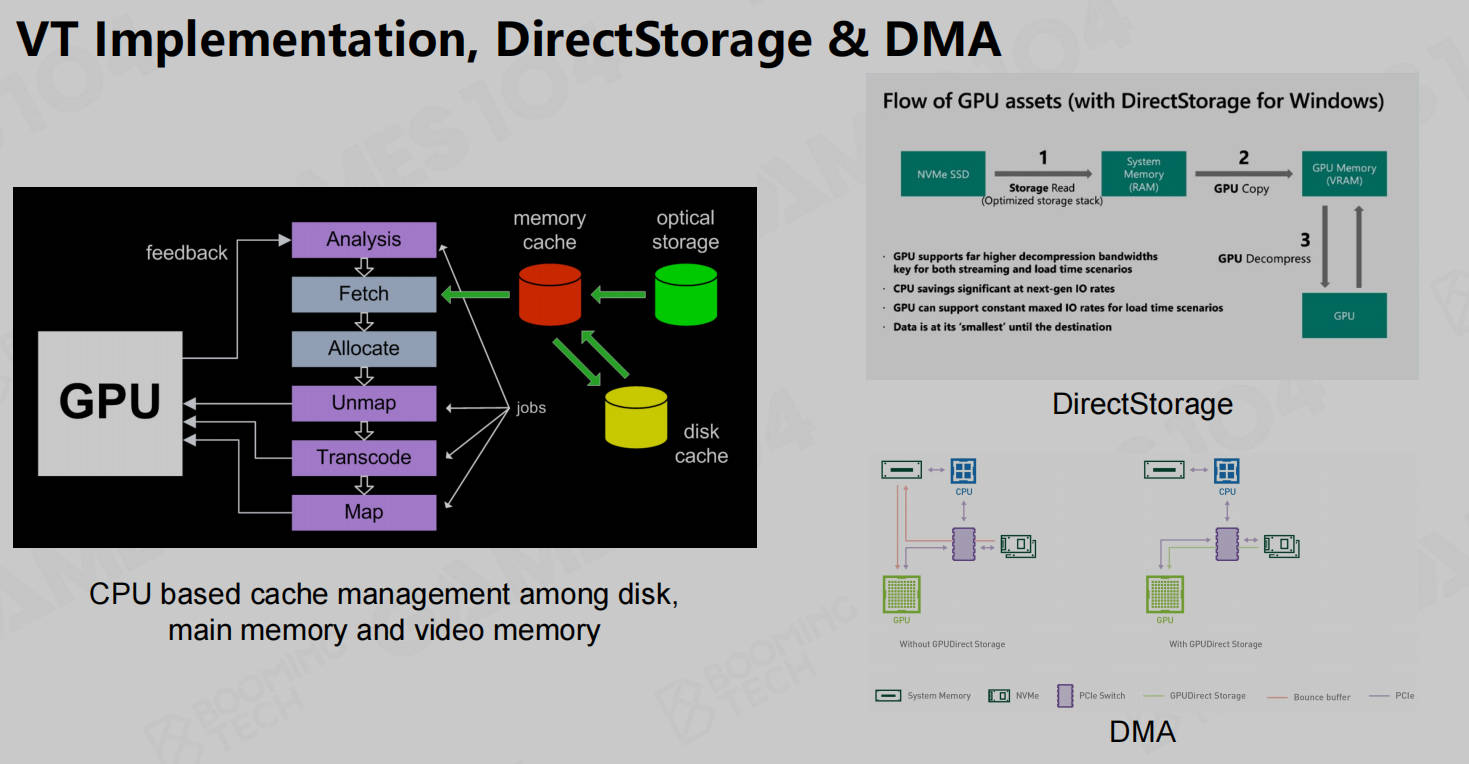 VT Implementation, DirectStorage & DMA
feedback
Analysis
Fetch
Allocate
Unmap
Transcode
Map
GPU
jobs
memory
cache
optical
storage
disk
cache
CPU based cache management among disk,
main memory and video memory
Flow of GPU assets (with DirectStorage for Windows)
NVMe SSD
1
Storage Read
(Optimized storage stack)
System
Memory
(RAM)
2
GPU Copy
GPU Memory
(VRAM)
3
GPU Decompress
GPU
· GPU supports far higher decompression bandwidths
key for both streaming and load time scenarios
· CPU savings significant at next-gen IO rates
· GPU can support constant maxed IO rates for load time scenarios
· Data is at its 'smallest' until the destination
DirectStorage
CPU
GPU
Without GPUDirect Storage
CPU
GPU
With GPUDirect Storage
System Memory
NVMe
PCIe Switch
GPUDirect Storage
Bounce buffer
PCIe
DMA
GAMES104
BOOMING
TECH
BOOMING
TECH